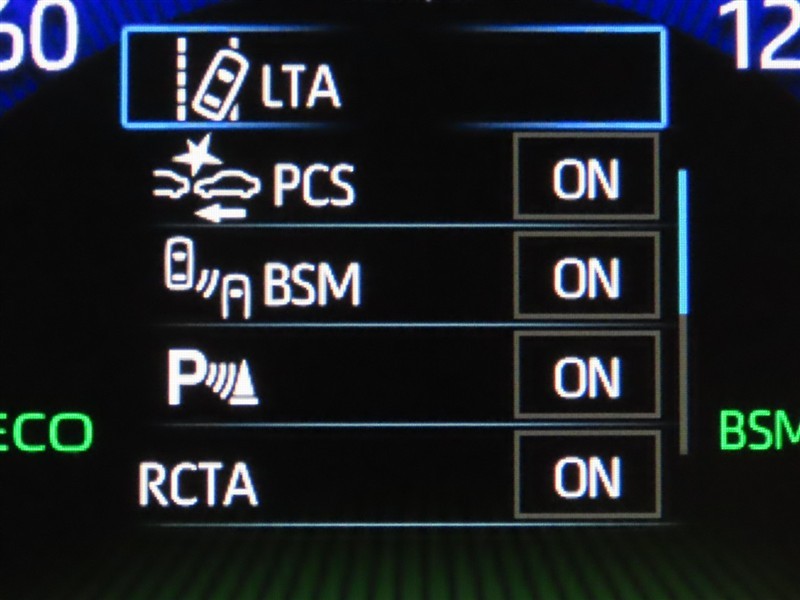 60
12
LTA
PCS ON
BSM ON
P ON
ECO
BSM
RCTA ON